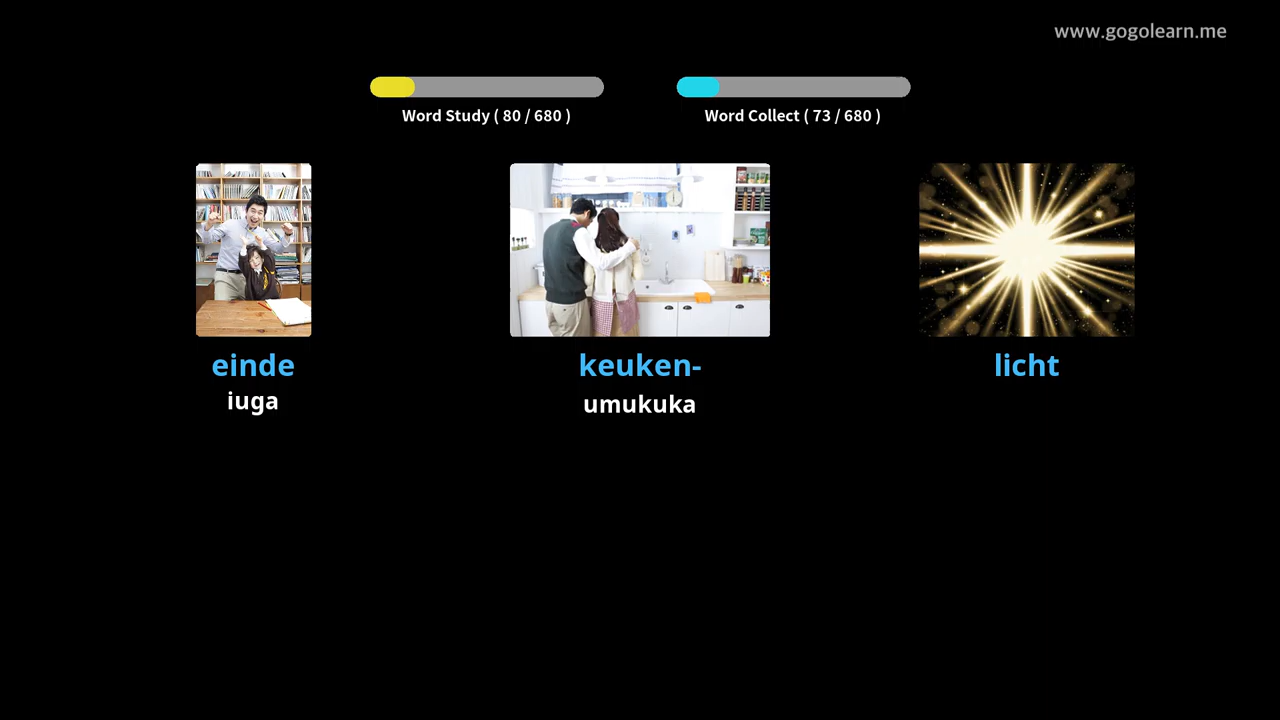 www.gogolearn.me
Word Study ( 80 / 680 )
Word Collect ( 73 / 680 )
einde
keuken-
licht
iuga
umukuka